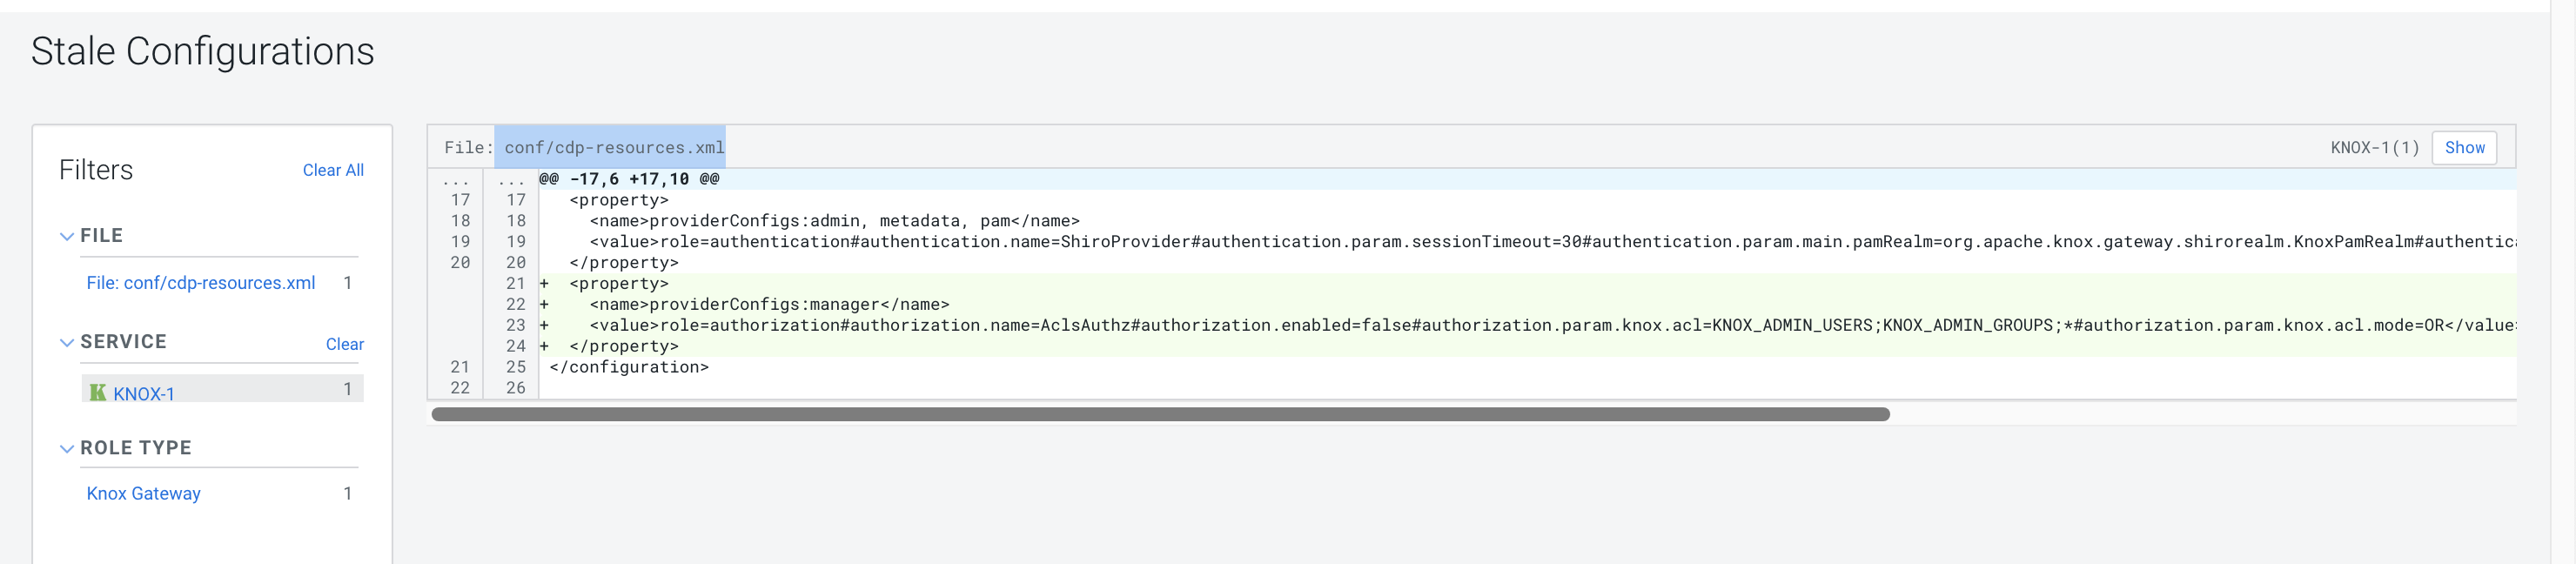 Stale Configurations
Filters
Clear All
FILE
File: conf/cdp-resources.xml 1
SERVICE
Clear
KNOX-1 1
ROLE TYPE
Knox Gateway 1
File: conf/cdp-resources.xml KNOX-1(1) Show
... ... @@ -17,6 +17,10 @@
17 17 <property>
18 18 <name>providerConfigs:admin, metadata, pam</name>
19 19 <value>role=authentication#authentication.name=ShiroProvider#authentication.param.sessionTimeout=30#authentication.param.main.pamRealm=org.apache.knox.gateway.shirorealm.KnoxPamRealm#authentic
20 20 </property>
21 + <property>
22 + <name>providerConfigs:manager</name>
23 + <value>role=authorization#authorization.name=AclsAuthz#authorization.enabled=false#authorization.param.knox.acl=KNOX_ADMIN_USERS;KNOX_ADMIN_GROUPS;*#authorization.param.knox.acl.mode=OR</value>
24 + </property>
21 25 </configuration>
22 26